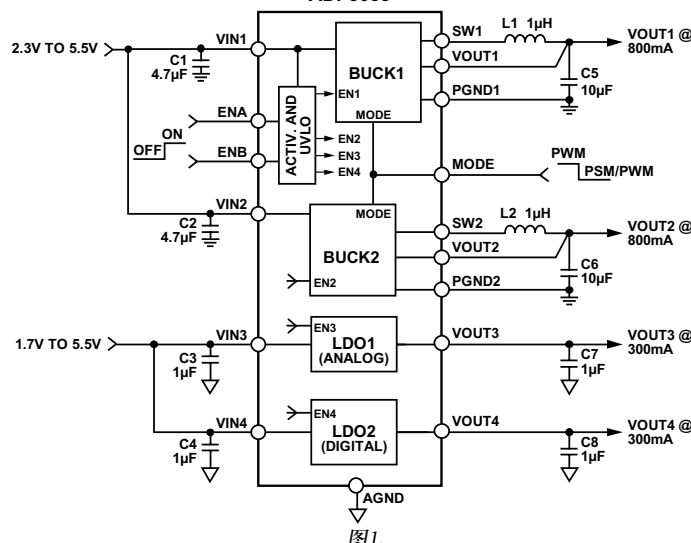 VIN1
SW1
L1 1µH
VOUT1 @
800mA
2.3V TO 5.5V
C1
4.7µF
BUCK1
VOUT1
C5
10µF
EN1
PGND1
ENA
ACTIV. AND
UVLO
MODE
EN2
EN3
EN4
ON
OFF
ENB
MODE
PWM
PSM/PWM
VIN2
MODE
SW2
L2 1µH
VOUT2 @
800mA
C2
4.7µF
BUCK2
VOUT2
C6
10µF
EN2
PGND2
1.7V TO 5.5V
VIN3
EN3
LDO1
(ANALOG)
VOUT3
VOUT3 @
300mA
C3
1µF
C7
1µF
VIN4
EN4
LDO2
(DIGITAL)
VOUT4
VOUT4 @
300mA
C4
1µF
C8
1µF
AGND
图1.